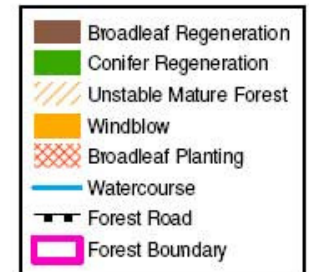 Broadleaf Regeneration
Conifer Regeneration
Unstable Mature Forest
Windblow
Broadleaf Planting
Watercourse
Forest Road
Forest Boundary